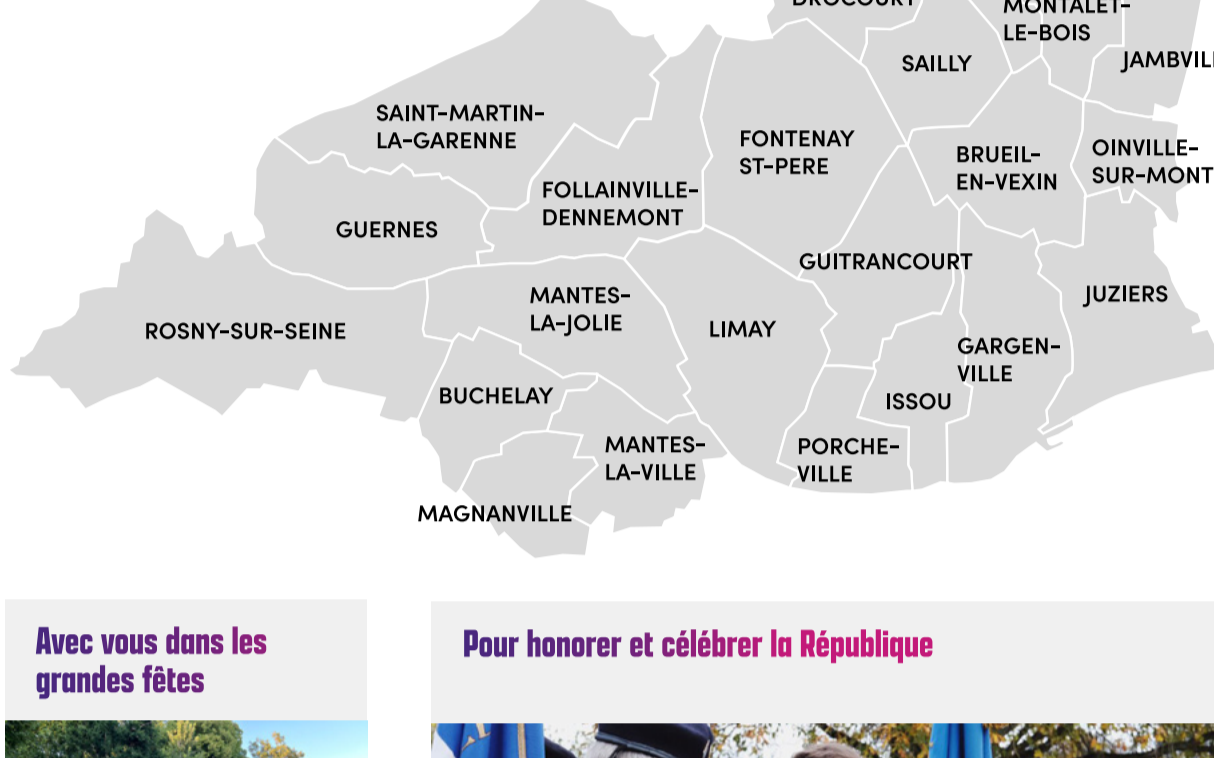 DROCOURT
MONTALET-
LE-BOIS
SAILLY
SAINT-MARTIN-
LA-GARENNE
FONTENAY
ST-PERE
BRUEIL-
EN-VEXIN
OINVILLE-
SUR-MONT
FOLLAINVILLE-
DENNEMONT
GUERNES
GUITRANCOURT
MANTES-
LA-JOLIE
JUZIERS
ROSNY-SUR-SEINE
LIMAY
GARGEN-
VILLE
BUCHELAY
ISSOU
MANTES-
LA-VILLE
PORCHE-
VILLE
MAGNANVILLE
Avec vous dans les
grandes fêtes
Pour honorer et célébrer la République